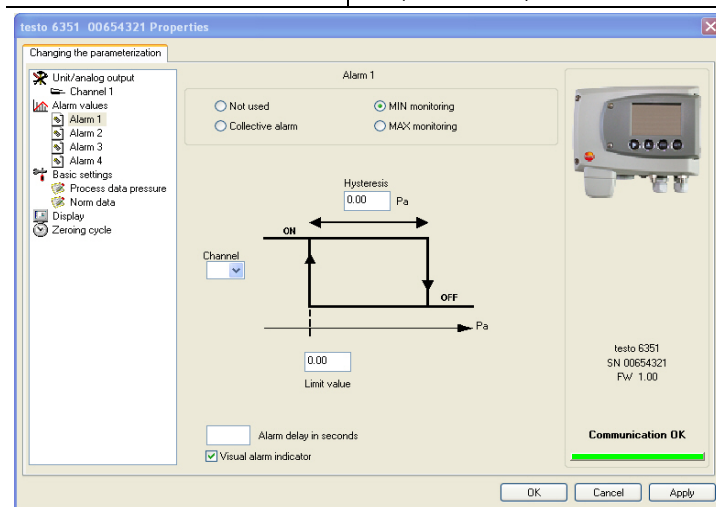 testo 6351 00654321 Properties
Changing the parameterization
Unit/analog output
Channel 1
Alarm values
Alarm 1
Alarm 2
Alarm 3
Alarm 4
Basic settings
Process data pressure
Norm data
Display
Zeroing cycle
Alarm 1
Not used
MIN monitoring
Collective alarm
MAX monitoring
Hysteresis
0.00 Pa
ON
Channel
OFF
Pa
0.00
Limit value
Alarm delay in seconds
Visual alarm indicator
testo 6351
SN 00654321
FW 1.00
Communication OK
OK Cancel Apply